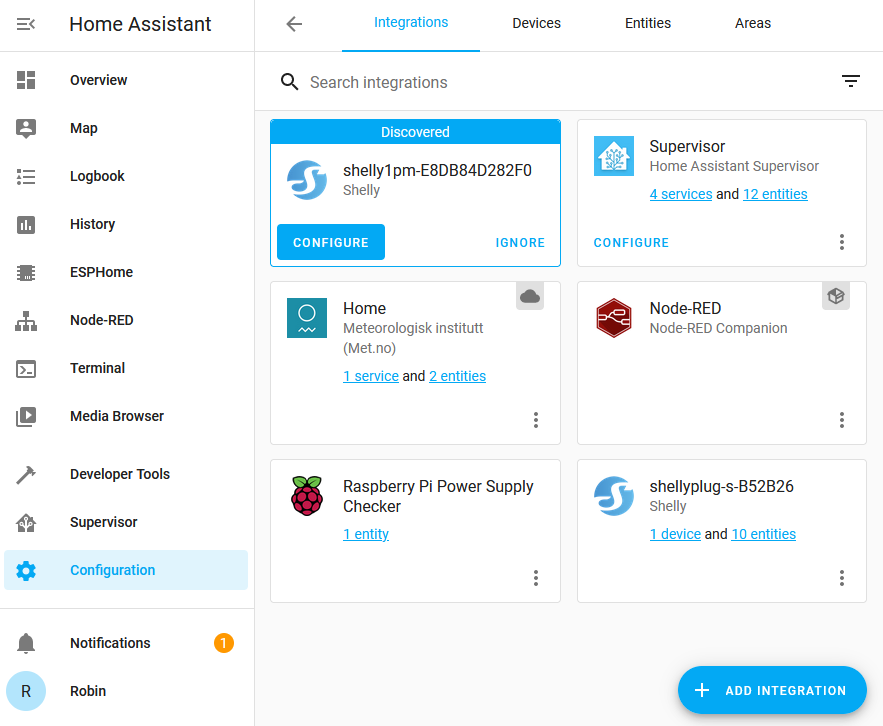 Home Assistant
Overview
Map
Logbook
History
ESPHome
Node-RED
Terminal
Media Browser
Developer Tools
Supervisor
Configuration
Notifications
1
R
Robin
Integrations
Devices
Entities
Areas
Search integrations
Discovered
shelly1pm-E8DB84D282F0
Shelly
CONFIGURE
IGNORE
Supervisor
Home Assistant Supervisor
4 services and 12 entities
CONFIGURE
Home
Meteorologisk institutt
(Met.no)
1 service and 2 entities
Node-RED
Node-RED Companion
Raspberry Pi Power Supply
Checker
1 entity
shellyplug-s-B52B26
Shelly
1 device and 10 entities
ADD INTEGRATION